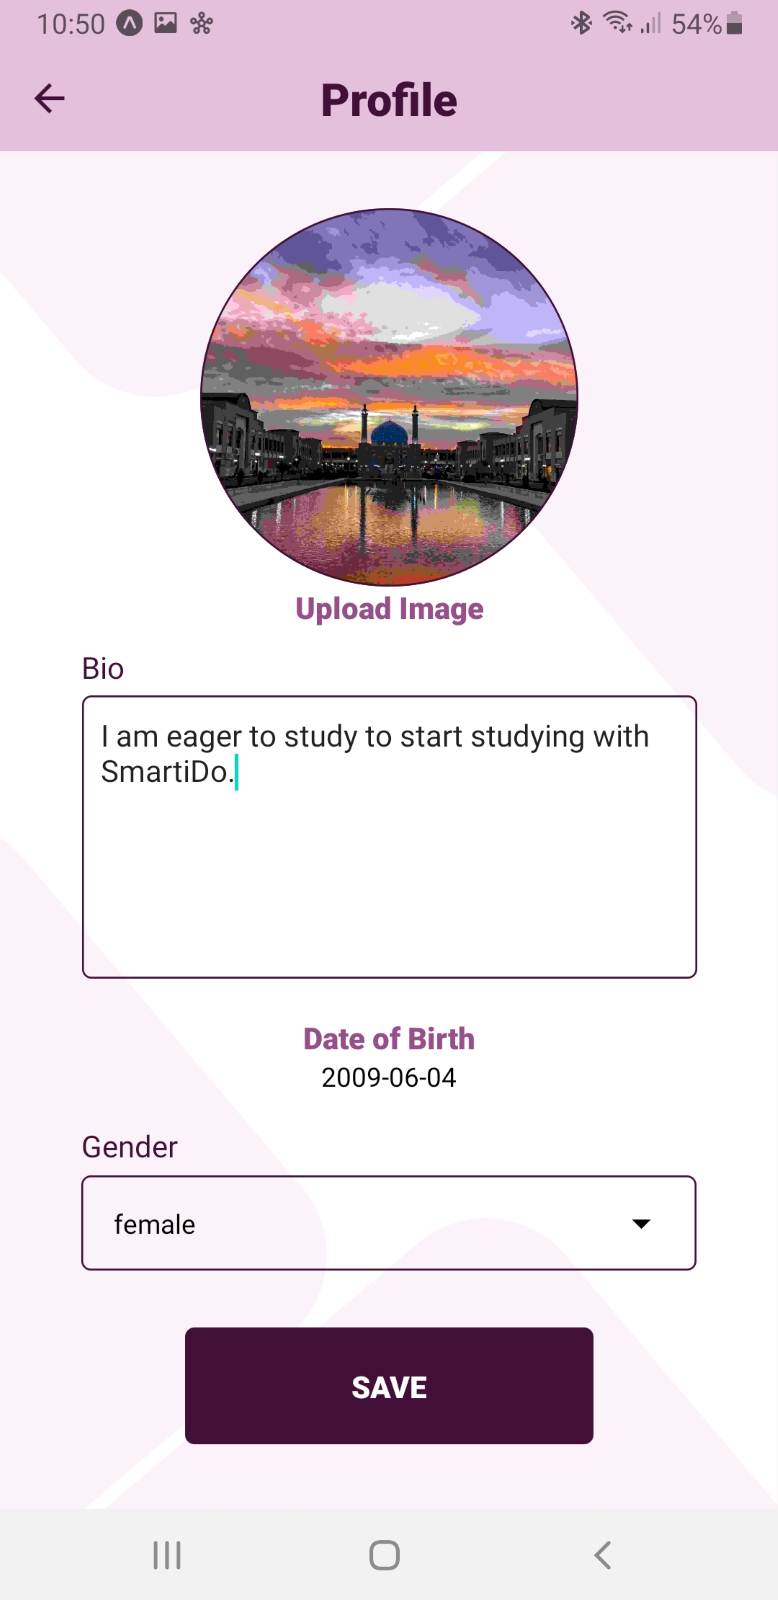 10:50
54%
Profile
Upload Image
Bio
I am eager to study to start studying with
SmartiDo.
Date of Birth
2009-06-04
Gender
female
SAVE